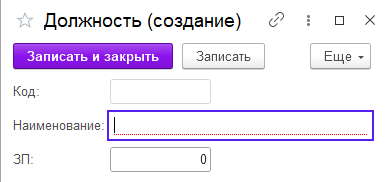 Должность (создание)
Записать и закрыть Записать Еще
Код:
Наименование:
ЗП: 0